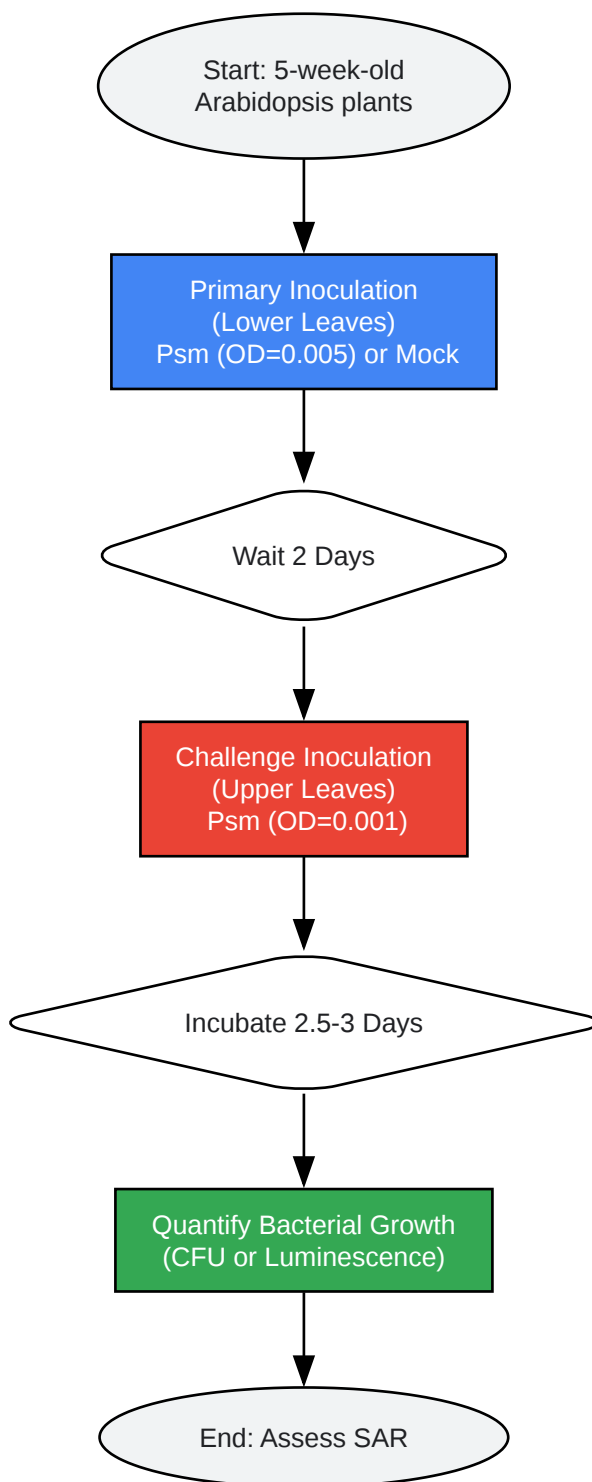 Start: 5-week-old
Arabidopsis plants
Primary Inoculation
(Lower Leaves)
Psm (OD=0.005) or Mock
Wait 2 Days
Challenge Inoculation
(Upper Leaves)
Psm (OD=0.001)
Incubate 2.5-3 Days
Quantify Bacterial Growth
(CFU or Luminescence)
End: Assess SAR